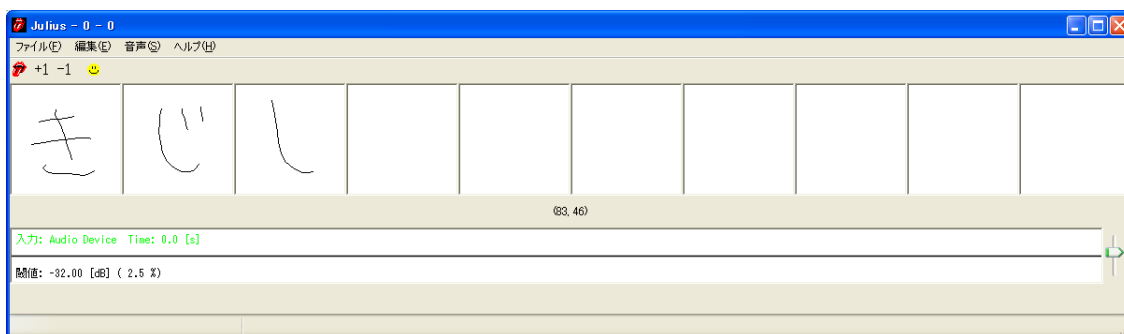 Julius - 0 - 0
ファイル(F) 編集(E) 音声(S) ヘルプ(H)
+1 -1
きじし
(83, 46)
入力: Audio Device Time: 0.0 [s]
閾値: -32.00 [dB] ( 2.5 %)